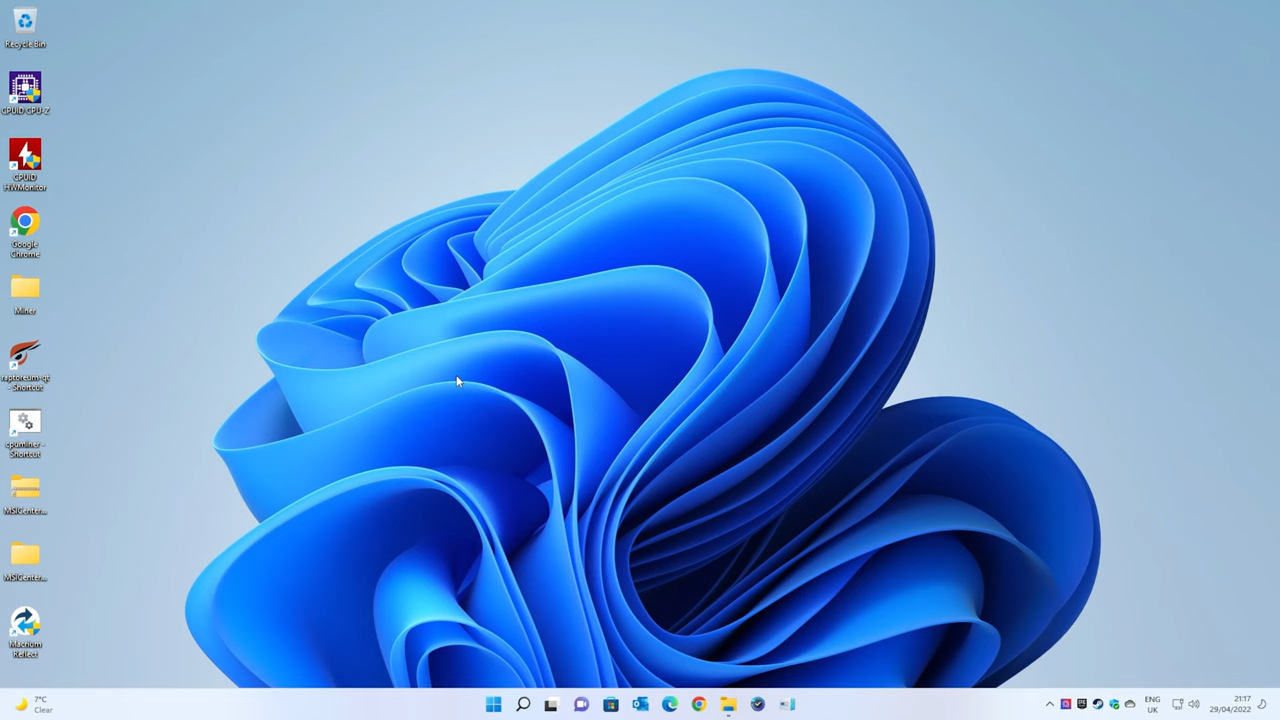 Recycle Bin
CPUID CPU-Z
CPUID
HWMonitor
Google
Chrome
Miner
raptoreum-qt
- Shortcut
cpuminer -
Shortcut
MSICenter...
MSICenter...
Macrium
Reflect
7°C
Clear
ENG
UK
21:17
29/04/2022